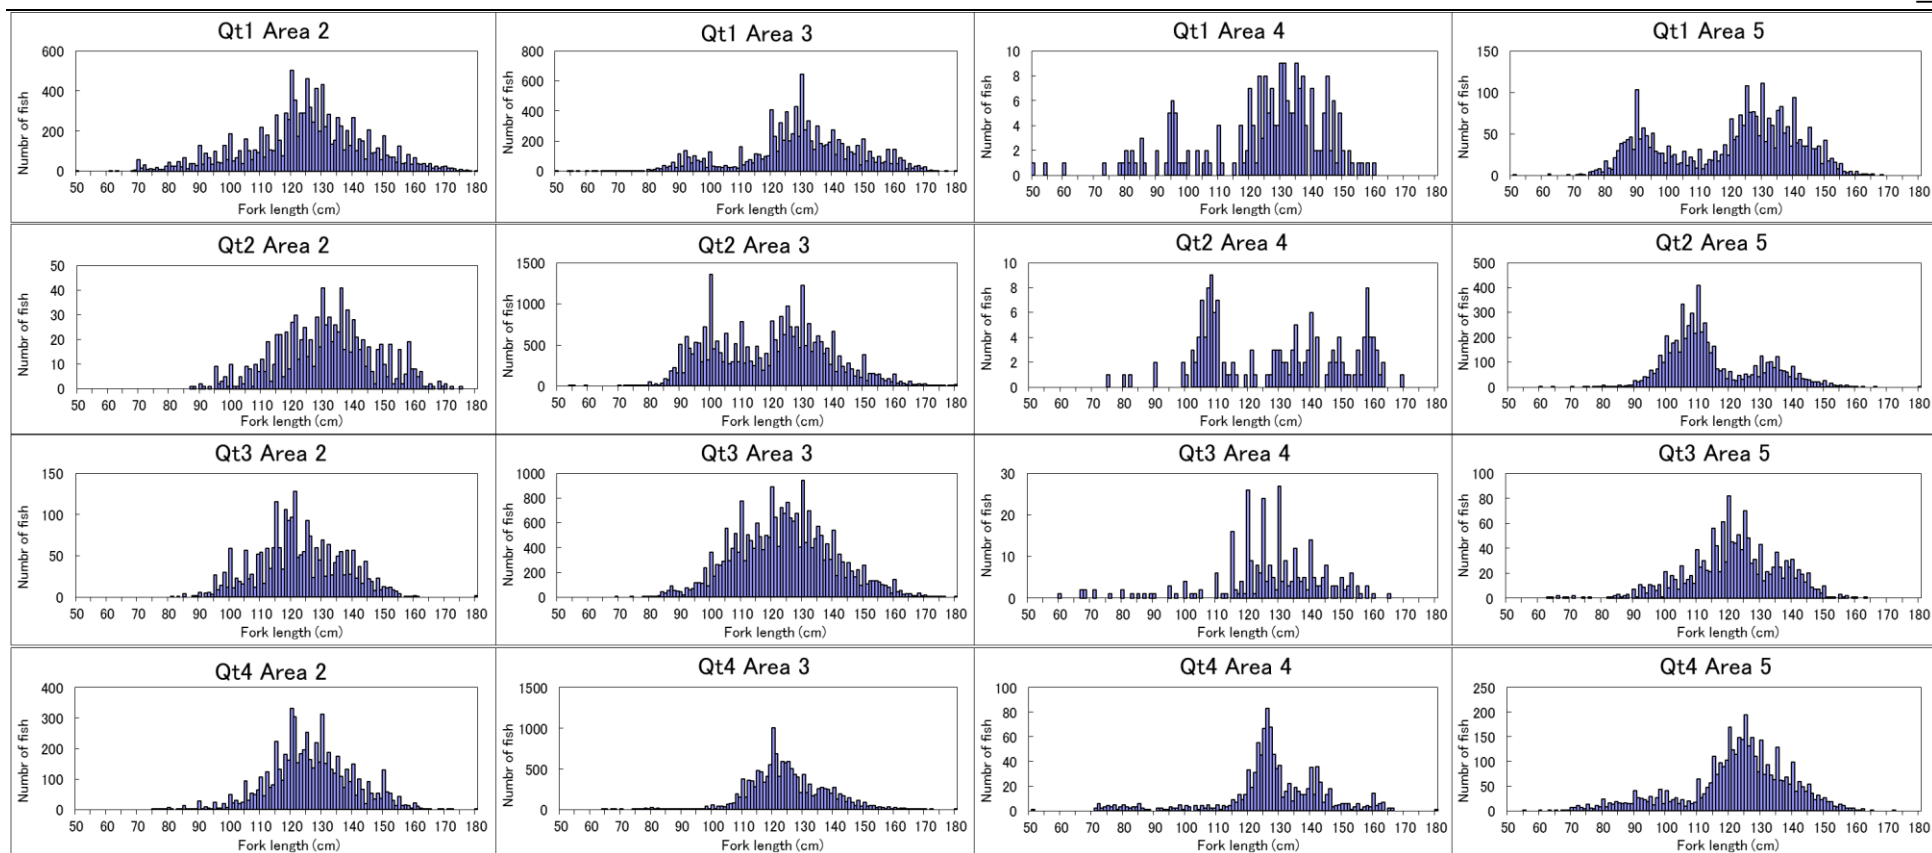 Qt1 Area 2
Numbr of fish
600
400
200
0
50 60 70 80 90 100 110 120 130 140 150 160 170 180
Fork length (cm)
Qt1 Area 3
Numbr of fish
800
600
400
200
0
50 60 70 80 90 100 110 120 130 140 150 160 170 180
Fork length (cm)
Qt1 Area 4
Numbr of fish
10
8
6
4
2
0
50 60 70 80 90 100 110 120 130 140 150 160 170 180
Fork length (cm)
Qt1 Area 5
Numbr of fish
150
100
50
0
50 60 70 80 90 100 110 120 130 140 150 160 170 180
Fork length (cm)
Qt2 Area 2
Numbr of fish
50
40
30
20
10
0
50 60 70 80 90 100 110 120 130 140 150 160 170 180
Fork length (cm)
Qt2 Area 3
Numbr of fish
1500
1000
500
0
50 60 70 80 90 100 110 120 130 140 150 160 170 180
Fork length (cm)
Qt2 Area 4
Numbr of fish
10
8
6
4
2
0
50 60 70 80 90 100 110 120 130 140 150 160 170 180
Fork length (cm)
Qt2 Area 5
Numbr of fish
500
400
300
200
100
0
50 60 70 80 90 100 110 120 130 140 150 160 170 180
Fork length (cm)
Qt3 Area 2
Numbr of fish
150
100
50
0
50 60 70 80 90 100 110 120 130 140 150 160 170 180
Fork length (cm)
Qt3 Area 3
Numbr of fish
1000
800
600
400
200
0
50 60 70 80 90 100 110 120 130 140 150 160 170 180
Fork length (cm)
Qt3 Area 4
Numbr of fish
30
20
10
0
50 60 70 80 90 100 110 120 130 140 150 160 170 180
Fork length (cm)
Qt3 Area 5
Numbr of fish
100
80
60
40
20
0
50 60 70 80 90 100 110 120 130 140 150 160 170 180
Fork length (cm)
Qt4 Area 2
Numbr of fish
400
300
200
100
0
50 60 70 80 90 100 110 120 130 140 150 160 170 180
Fork length (cm)
Qt4 Area 3
Numbr of fish
1500
1000
500
0
50 60 70 80 90 100 110 120 130 140 150 160 170 180
Fork length (cm)
Qt4 Area 4
Numbr of fish
100
80
60
40
20
0
50 60 70 80 90 100 110 120 130 140 150 160 170 180
Fork length (cm)
Qt4 Area 5
Numbr of fish
250
200
150
100
50
0
50 60 70 80 90 100 110 120 130 140 150 160 170 180
Fork length (cm)